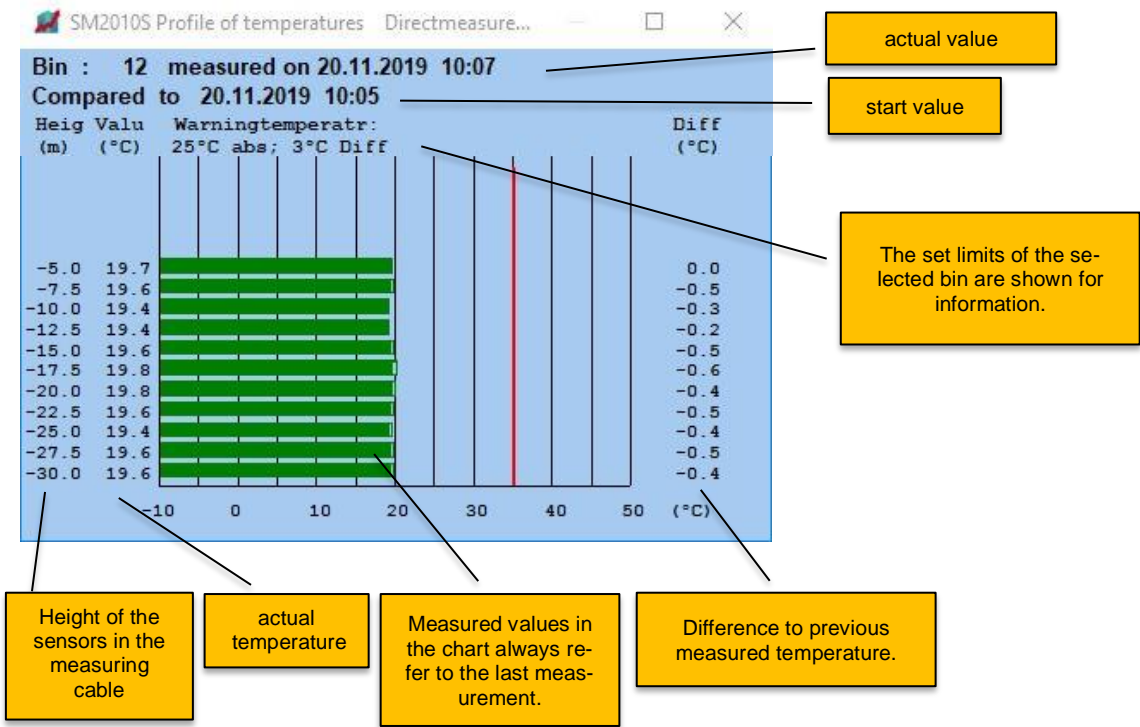 SM2010S Profile of temperatures Directmeasure...
actual value
Bin : 12 measured on 20.11.2019 10:07
Compared to 20.11.2019 10:05
start value
Heig Valu Warningtemperatr: Diff
(m) (°C) 25°C abs; 3°C Diff (°C)
The set limits of the se-
lected bin are shown for
information.
-5.0 19.7 0.0
-7.5 19.6 -0.5
-10.0 19.4 -0.3
-12.5 19.4 -0.2
-15.0 19.6 -0.5
-17.5 19.8 -0.6
-20.0 19.8 -0.4
-22.5 19.6 -0.5
-25.0 19.4 -0.4
-27.5 19.6 -0.5
-30.0 19.6 -0.4
-10 0 10 20 30 40 50 (°C)
Height of the
sensors in the
measuring
cable
actual
temperature
Measured values in
the chart always re-
fer to the last meas-
urement.
Difference to previous
measured temperature.